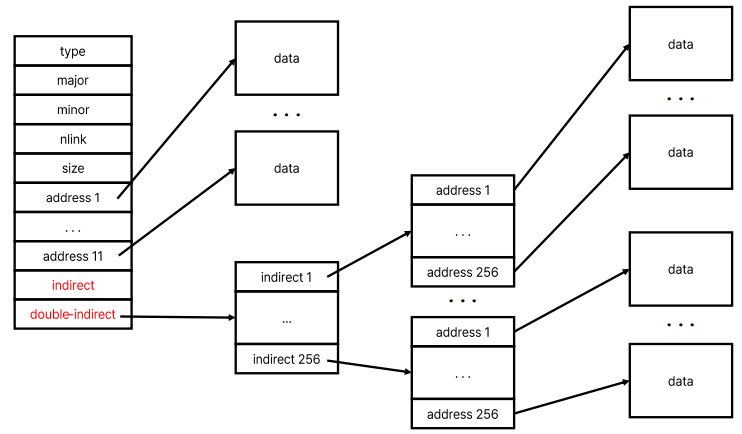 type
major
minor
nlink
size
address 1
. . .
address 11
indirect
double-indirect
data
. . .
data
indirect 1
...
indirect 256
address 1
. . .
address 256
. . .
address 1
. . .
address 256
data
. . .
data
data
. . .
data